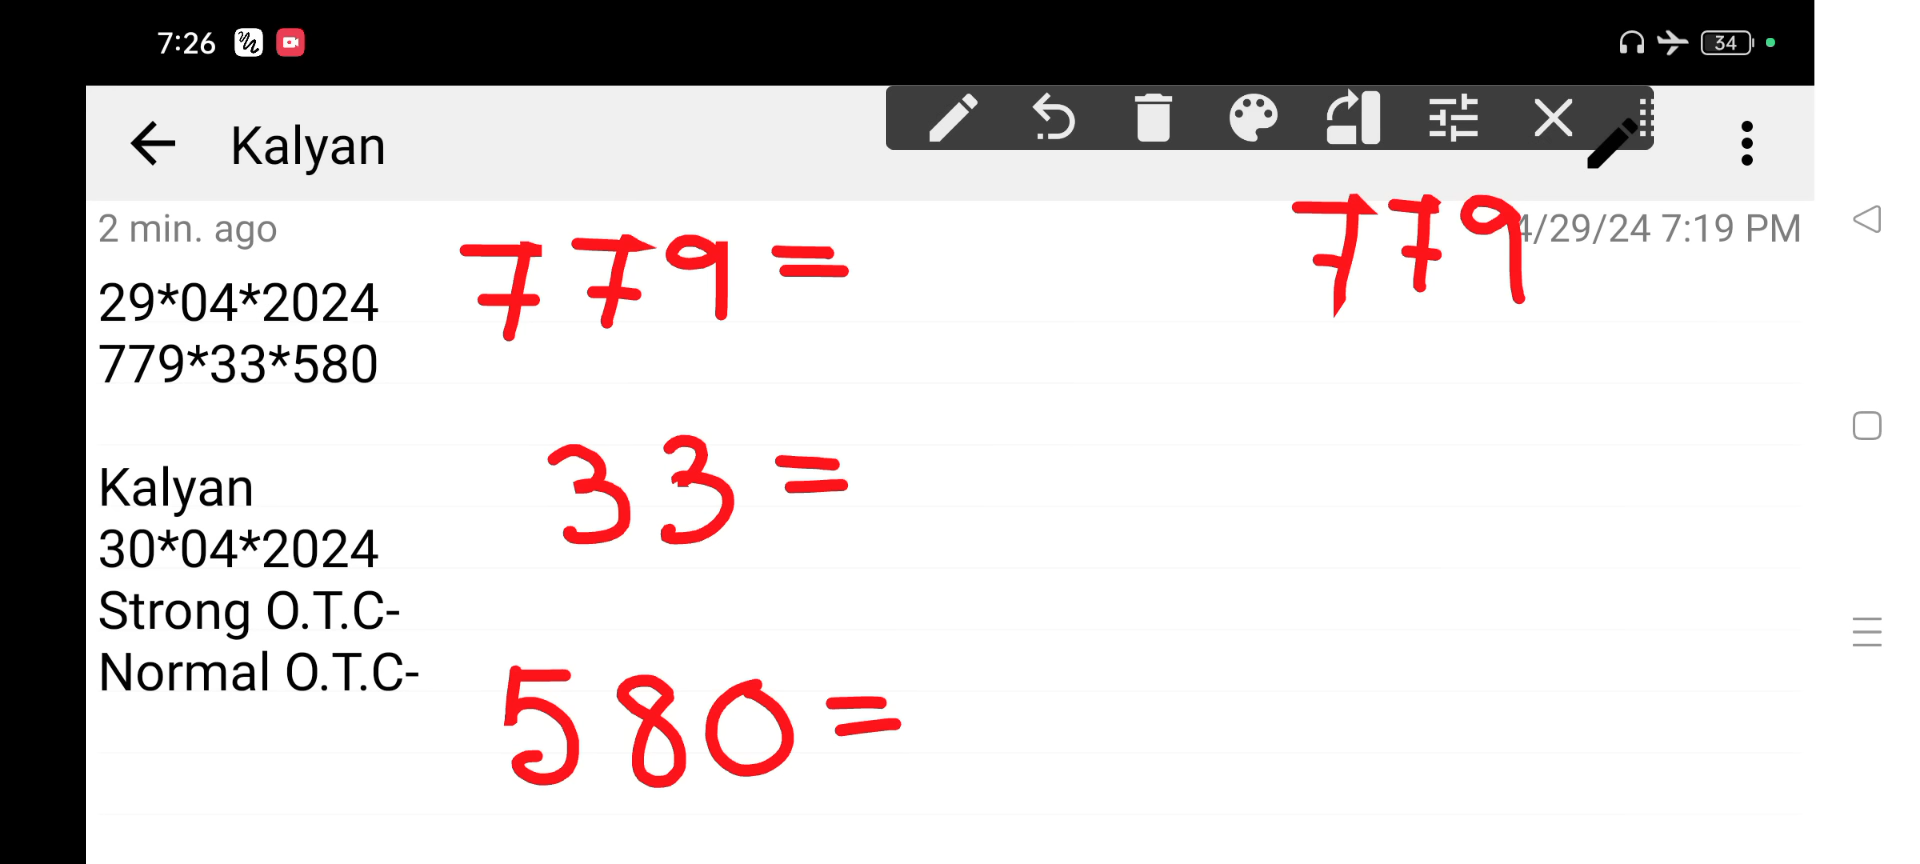 7:26
34
Kalyan
2 min. ago
4/29/24 7:19 PM
779=
779
29*04*2024
779*33*580
33=
Kalyan
30*04*2024
Strong O.T.C-
Normal O.T.C-
580=